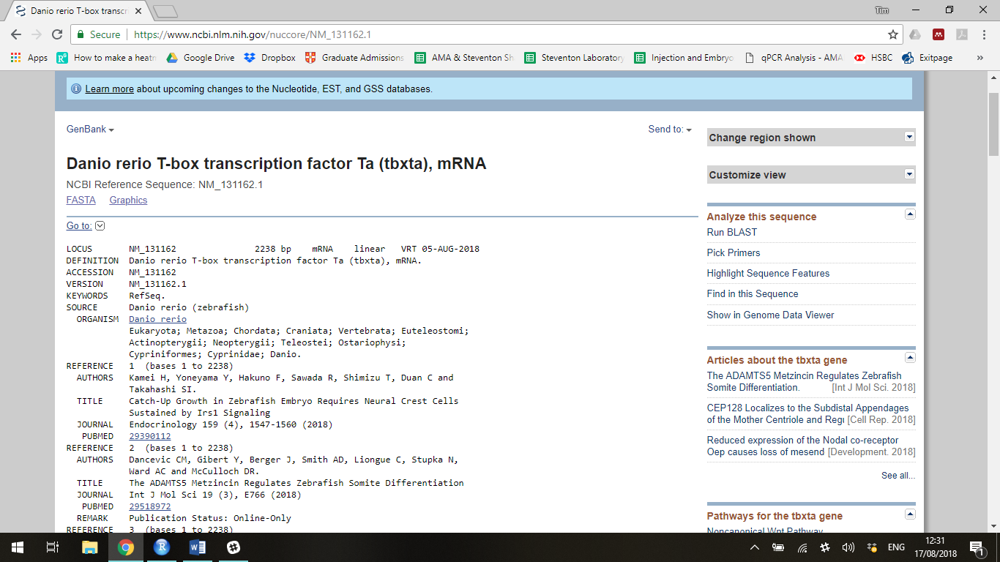 Danio rerio T-box transcr
Tim
Secure
https://www.ncbi.nlm.nih.gov/nuccore/NM_131162.1
Apps
How to make a heatm
Google Drive
Dropbox
Graduate Admissions
AMA & Steventon Sh
Steventon Laboratory
Injection and Embryo
qPCR Analysis - AMA
HSBC
Exitpage
»
Learn more about upcoming changes to the Nucleotide, EST, and GSS databases.
GenBank
Send to:
Danio rerio T-box transcription factor Ta (tbxta), mRNA
NCBI Reference Sequence: NM_131162.1
FASTA Graphics
Go to:
LOCUS NM_131162 2238 bp mRNA linear VRT 05-AUG-2018
DEFINITION Danio rerio T-box transcription factor Ta (tbxta), mRNA.
ACCESSION NM_131162
VERSION NM_131162.1
KEYWORDS RefSeq.
SOURCE Danio rerio (zebrafish)
ORGANISM Danio rerio
Eukaryota; Metazoa; Chordata; Craniata; Vertebrata; Euteleostomi;
Actinopterygii; Neopterygii; Teleostei; Ostariophysi;
Cypriniformes; Cyprinidae; Danio.
REFERENCE 1 (bases 1 to 2238)
AUTHORS Kamei H, Yoneyama Y, Hakuno F, Sawada R, Shimizu T, Duan C and
Takahashi SI.
TITLE Catch-Up Growth in Zebrafish Embryo Requires Neural Crest Cells
Sustained by Irs1 Signaling
JOURNAL Endocrinology 159 (4), 1547-1560 (2018)
PUBMED 29390112
REFERENCE 2 (bases 1 to 2238)
AUTHORS Dancevic CM, Gibert Y, Berger J, Smith AD, Liongue C, Stupka N,
Ward AC and McCulloch DR.
TITLE The ADAMTS5 Metzincin Regulates Zebrafish Somite Differentiation
JOURNAL Int J Mol Sci 19 (3), E766 (2018)
PUBMED 29518972
REMARK Publication Status: Online-Only
REFERENCE 3 (bases 1 to 2238)
Change region shown
Customize view
Analyze this sequence
Run BLAST
Pick Primers
Highlight Sequence Features
Find in this Sequence
Show in Genome Data Viewer
Articles about the tbxta gene
The ADAMTS5 Metzincin Regulates Zebrafish
Somite Differentiation. [Int J Mol Sci. 2018]
CEP128 Localizes to the Subdistal Appendages
of the Mother Centriole and Regu [Cell Rep. 2018]
Reduced expression of the Nodal co-receptor
Oep causes loss of mesend [Development. 2018]
See all...
Pathways for the tbxta gene
Noncanonical Wnt Pathway
ENG
12:31
17/08/2018
1